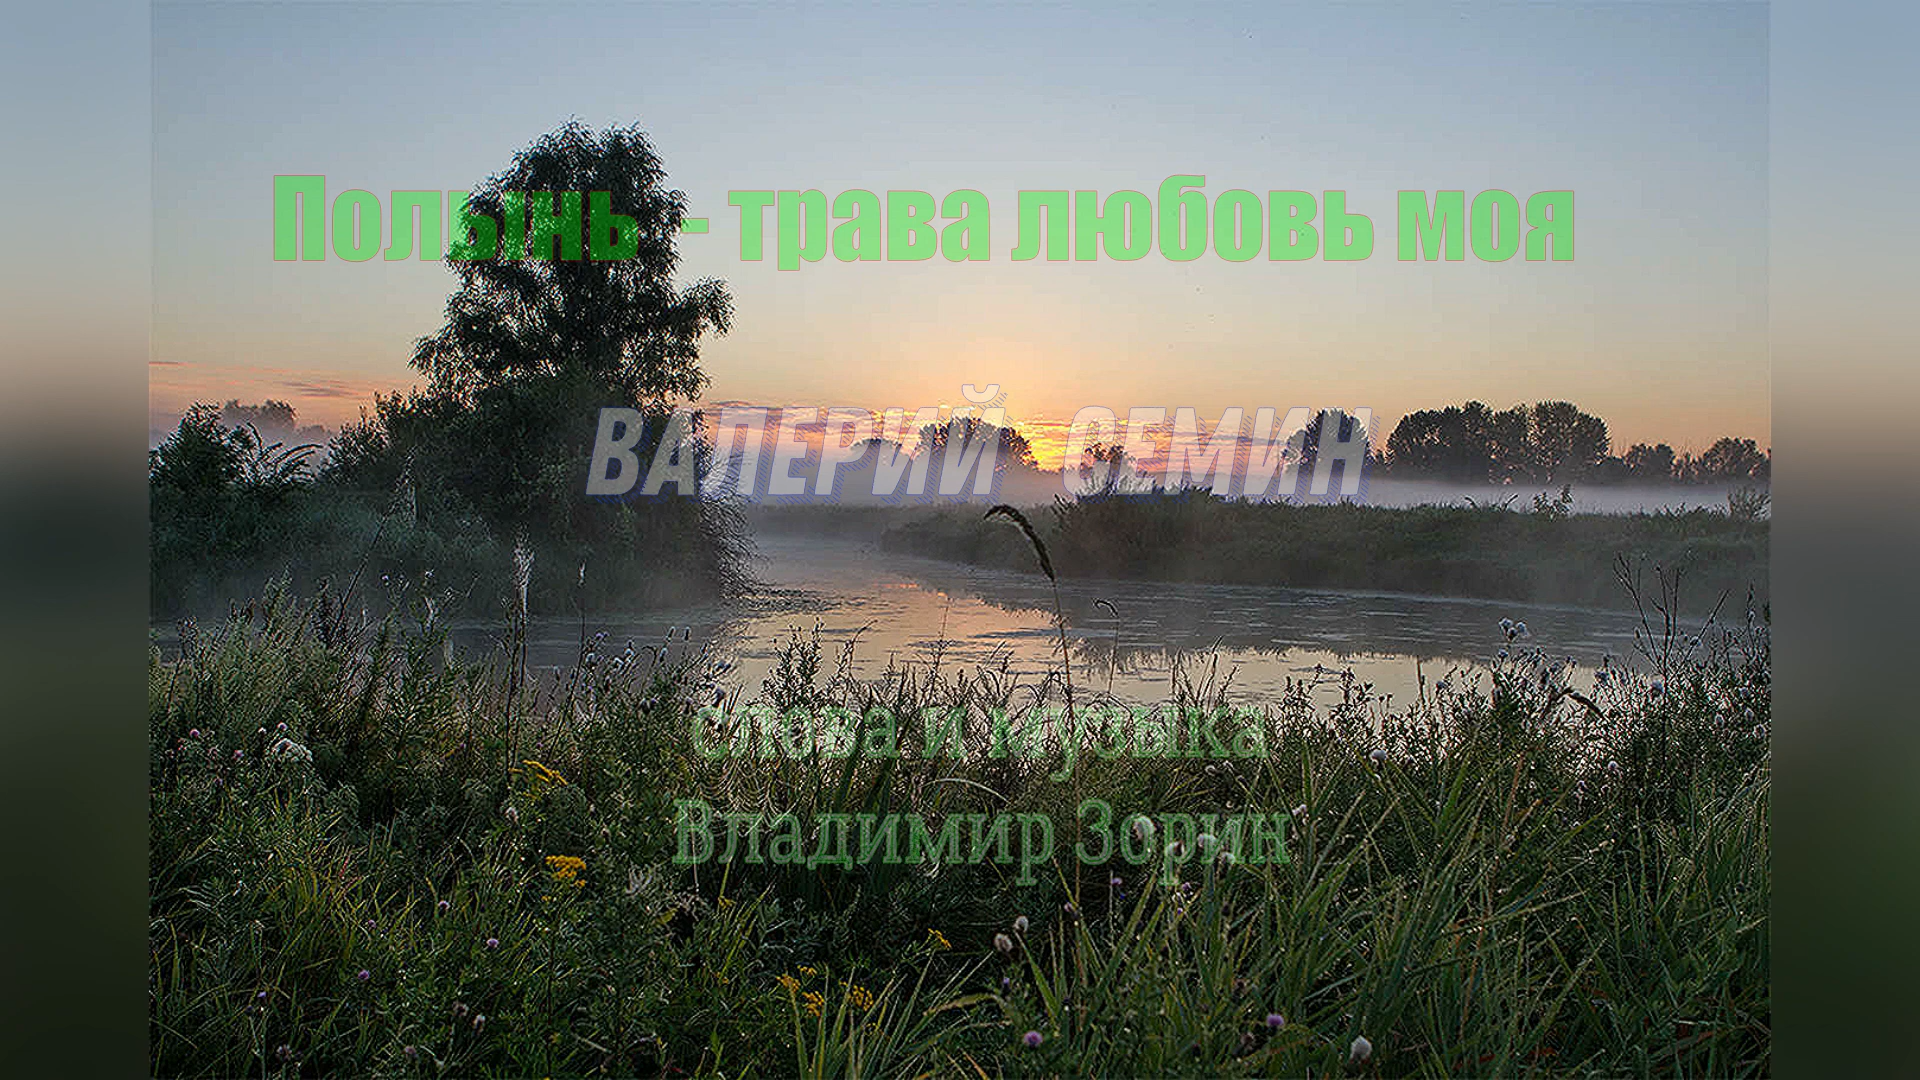 Полынь - трава любовь моя
ВАЛЕРИЙ СЕМИН
слова и музыка
Владимир Зорин